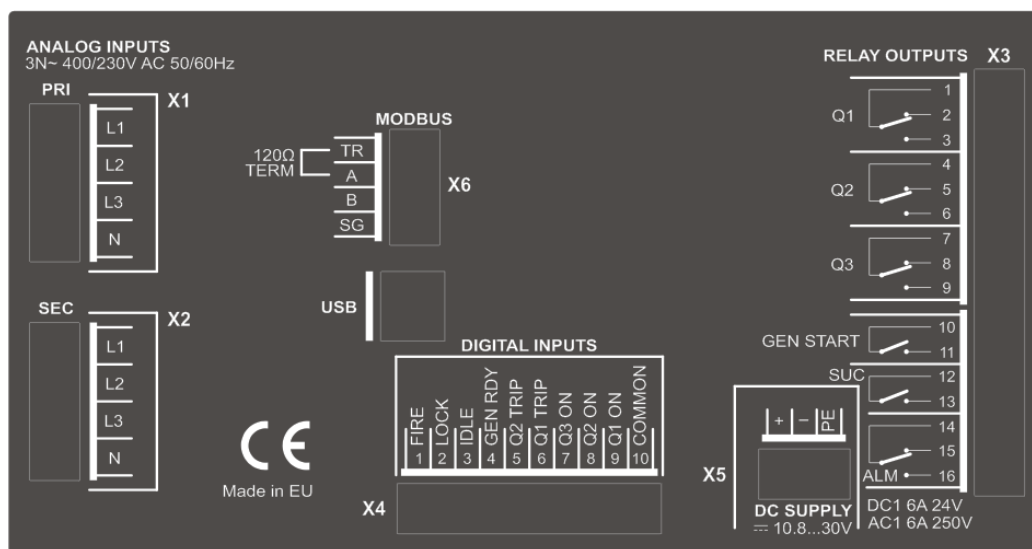 ANALOG INPUTS
3N~ 400/230V AC 50/60Hz
PRI
X1
L1
L2
L3
N
SEC
X2
L1
L2
L3
N
MODBUS
120Ω
TERM
TR
A
B
SG
X6
USB
DIGITAL INPUTS
FIRE
LOCK
IDLE
GEN RDY
Q2 TRIP
Q1 TRIP
Q3 ON
Q2 ON
Q1 ON
COMMON
1 2 3 4 5 6 7 8 9 10
X4
CE
Made in EU
RELAY OUTPUTS
X3
Q1
1
2
3
Q2
4
5
6
Q3
7
8
9
GEN START
10
11
SUC
12
13
14
15
ALM
16
DC1 6A 24V
AC1 6A 250V
+
–
PE
X5
DC SUPPLY
⎓ 10.8...30V